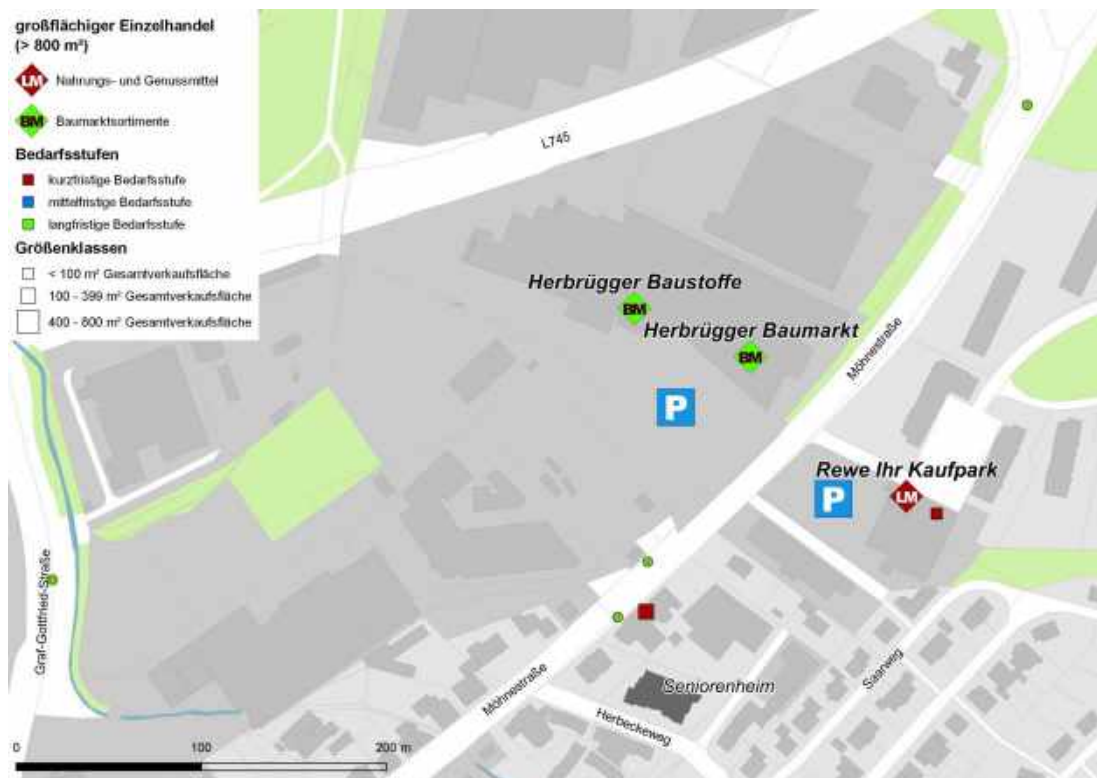 großflächiger Einzelhandel
(> 800 m²)
LM Nahrungs- und Genussmittel
BM Baumarktsortimente
Bedarfsstufen
kurzfristige Bedarfsstufe
mittelfristige Bedarfsstufe
langfristige Bedarfsstufe
Größenklassen
< 100 m² Gesamtverkaufsfläche
100 - 399 m² Gesamtverkaufsfläche
400 - 800 m² Gesamtverkaufsfläche
L745
Herbrügger Baustoffe
BM
Herbrügger Baumarkt
BM
Möhnestraße
P
Rewe Ihr Kaufpark
P
LM
Graf-Gottfried-Straße
Möhnestraße
Seniorenheim
Saarweg
Herbeckeweg
0 100 200 m